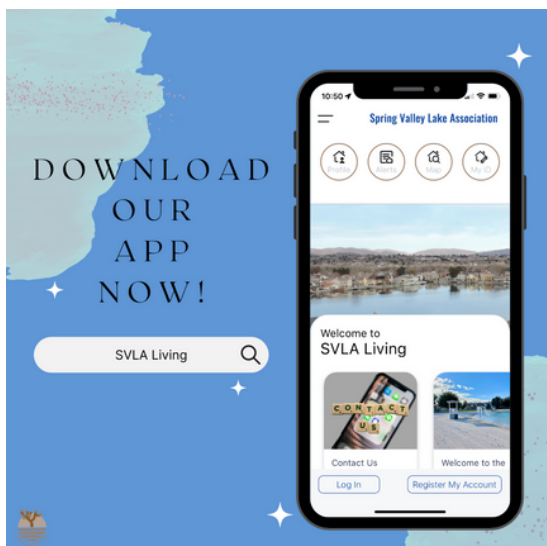 DOWNLOAD
OUR
APP
NOW!
SVLA Living
10:50
Spring Valley Lake Association
Profile
Alerts
Map
My ID
Welcome to
SVLA Living
CONTACT
US
Contact Us
Welcome to the
Log In
Register My Account